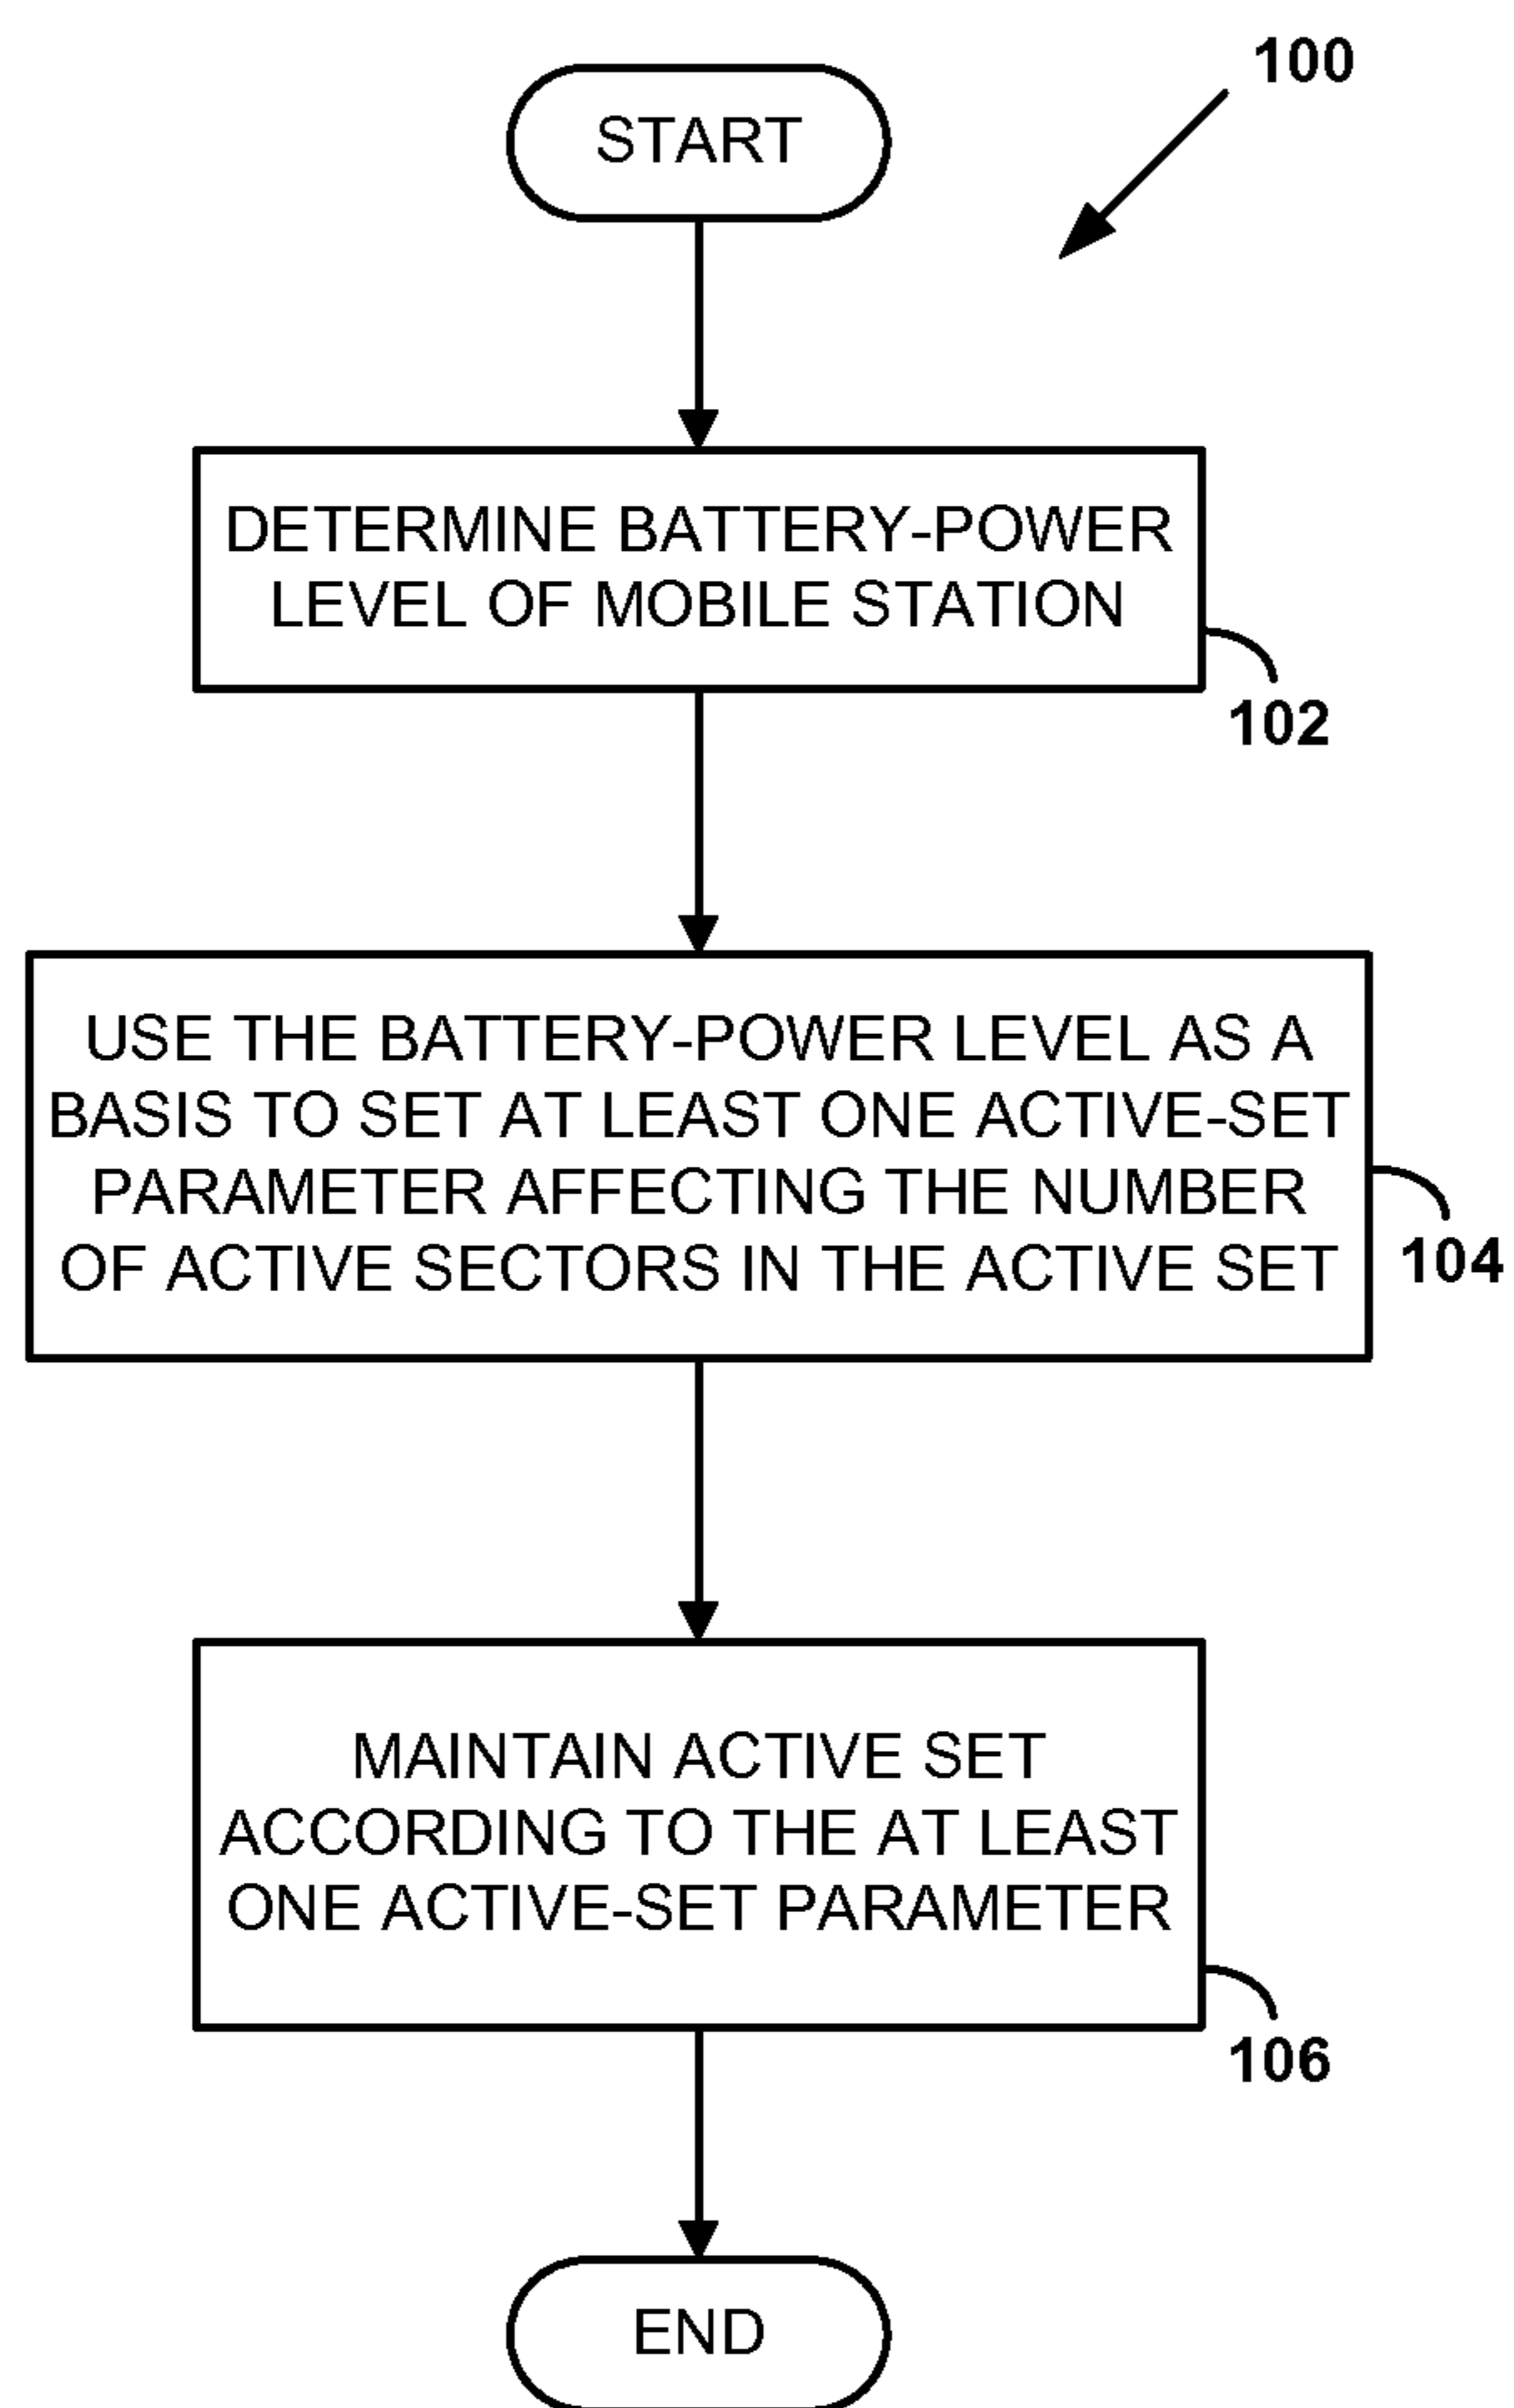 100
START
DETERMINE BATTERY-POWER
LEVEL OF MOBILE STATION
102
USE THE BATTERY-POWER LEVEL AS A
BASIS TO SET AT LEAST ONE ACTIVE-SET
PARAMETER AFFECTING THE NUMBER
OF ACTIVE SECTORS IN THE ACTIVE SET
104
MAINTAIN ACTIVE SET
ACCORDING TO THE AT LEAST
ONE ACTIVE-SET PARAMETER
106
END